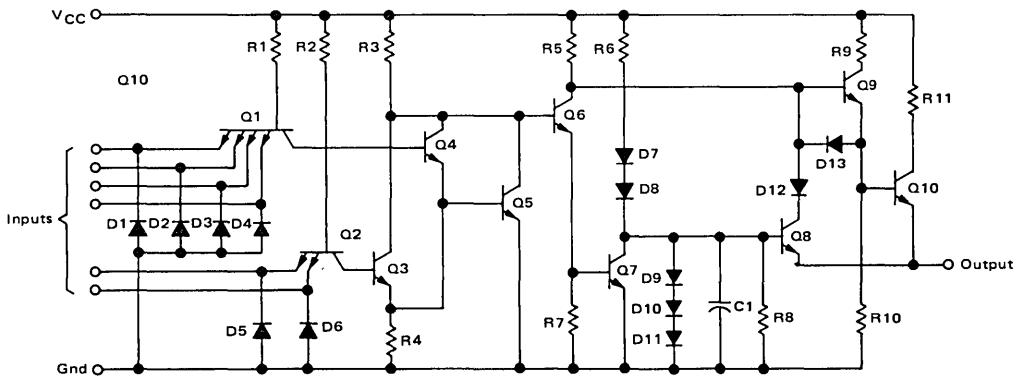 VCC
R1
R2
R3
R5
R6
R9
R11
Q10
Q1
Q4
Q6
Q9
D7
D8
D13
D12
Q10
Inputs
D1
D2
D3
D4
Q2
Q3
Q5
Q7
Q8
D5
D6
D9
D10
D11
C1
R4
R7
R8
R10
Output
Gnd